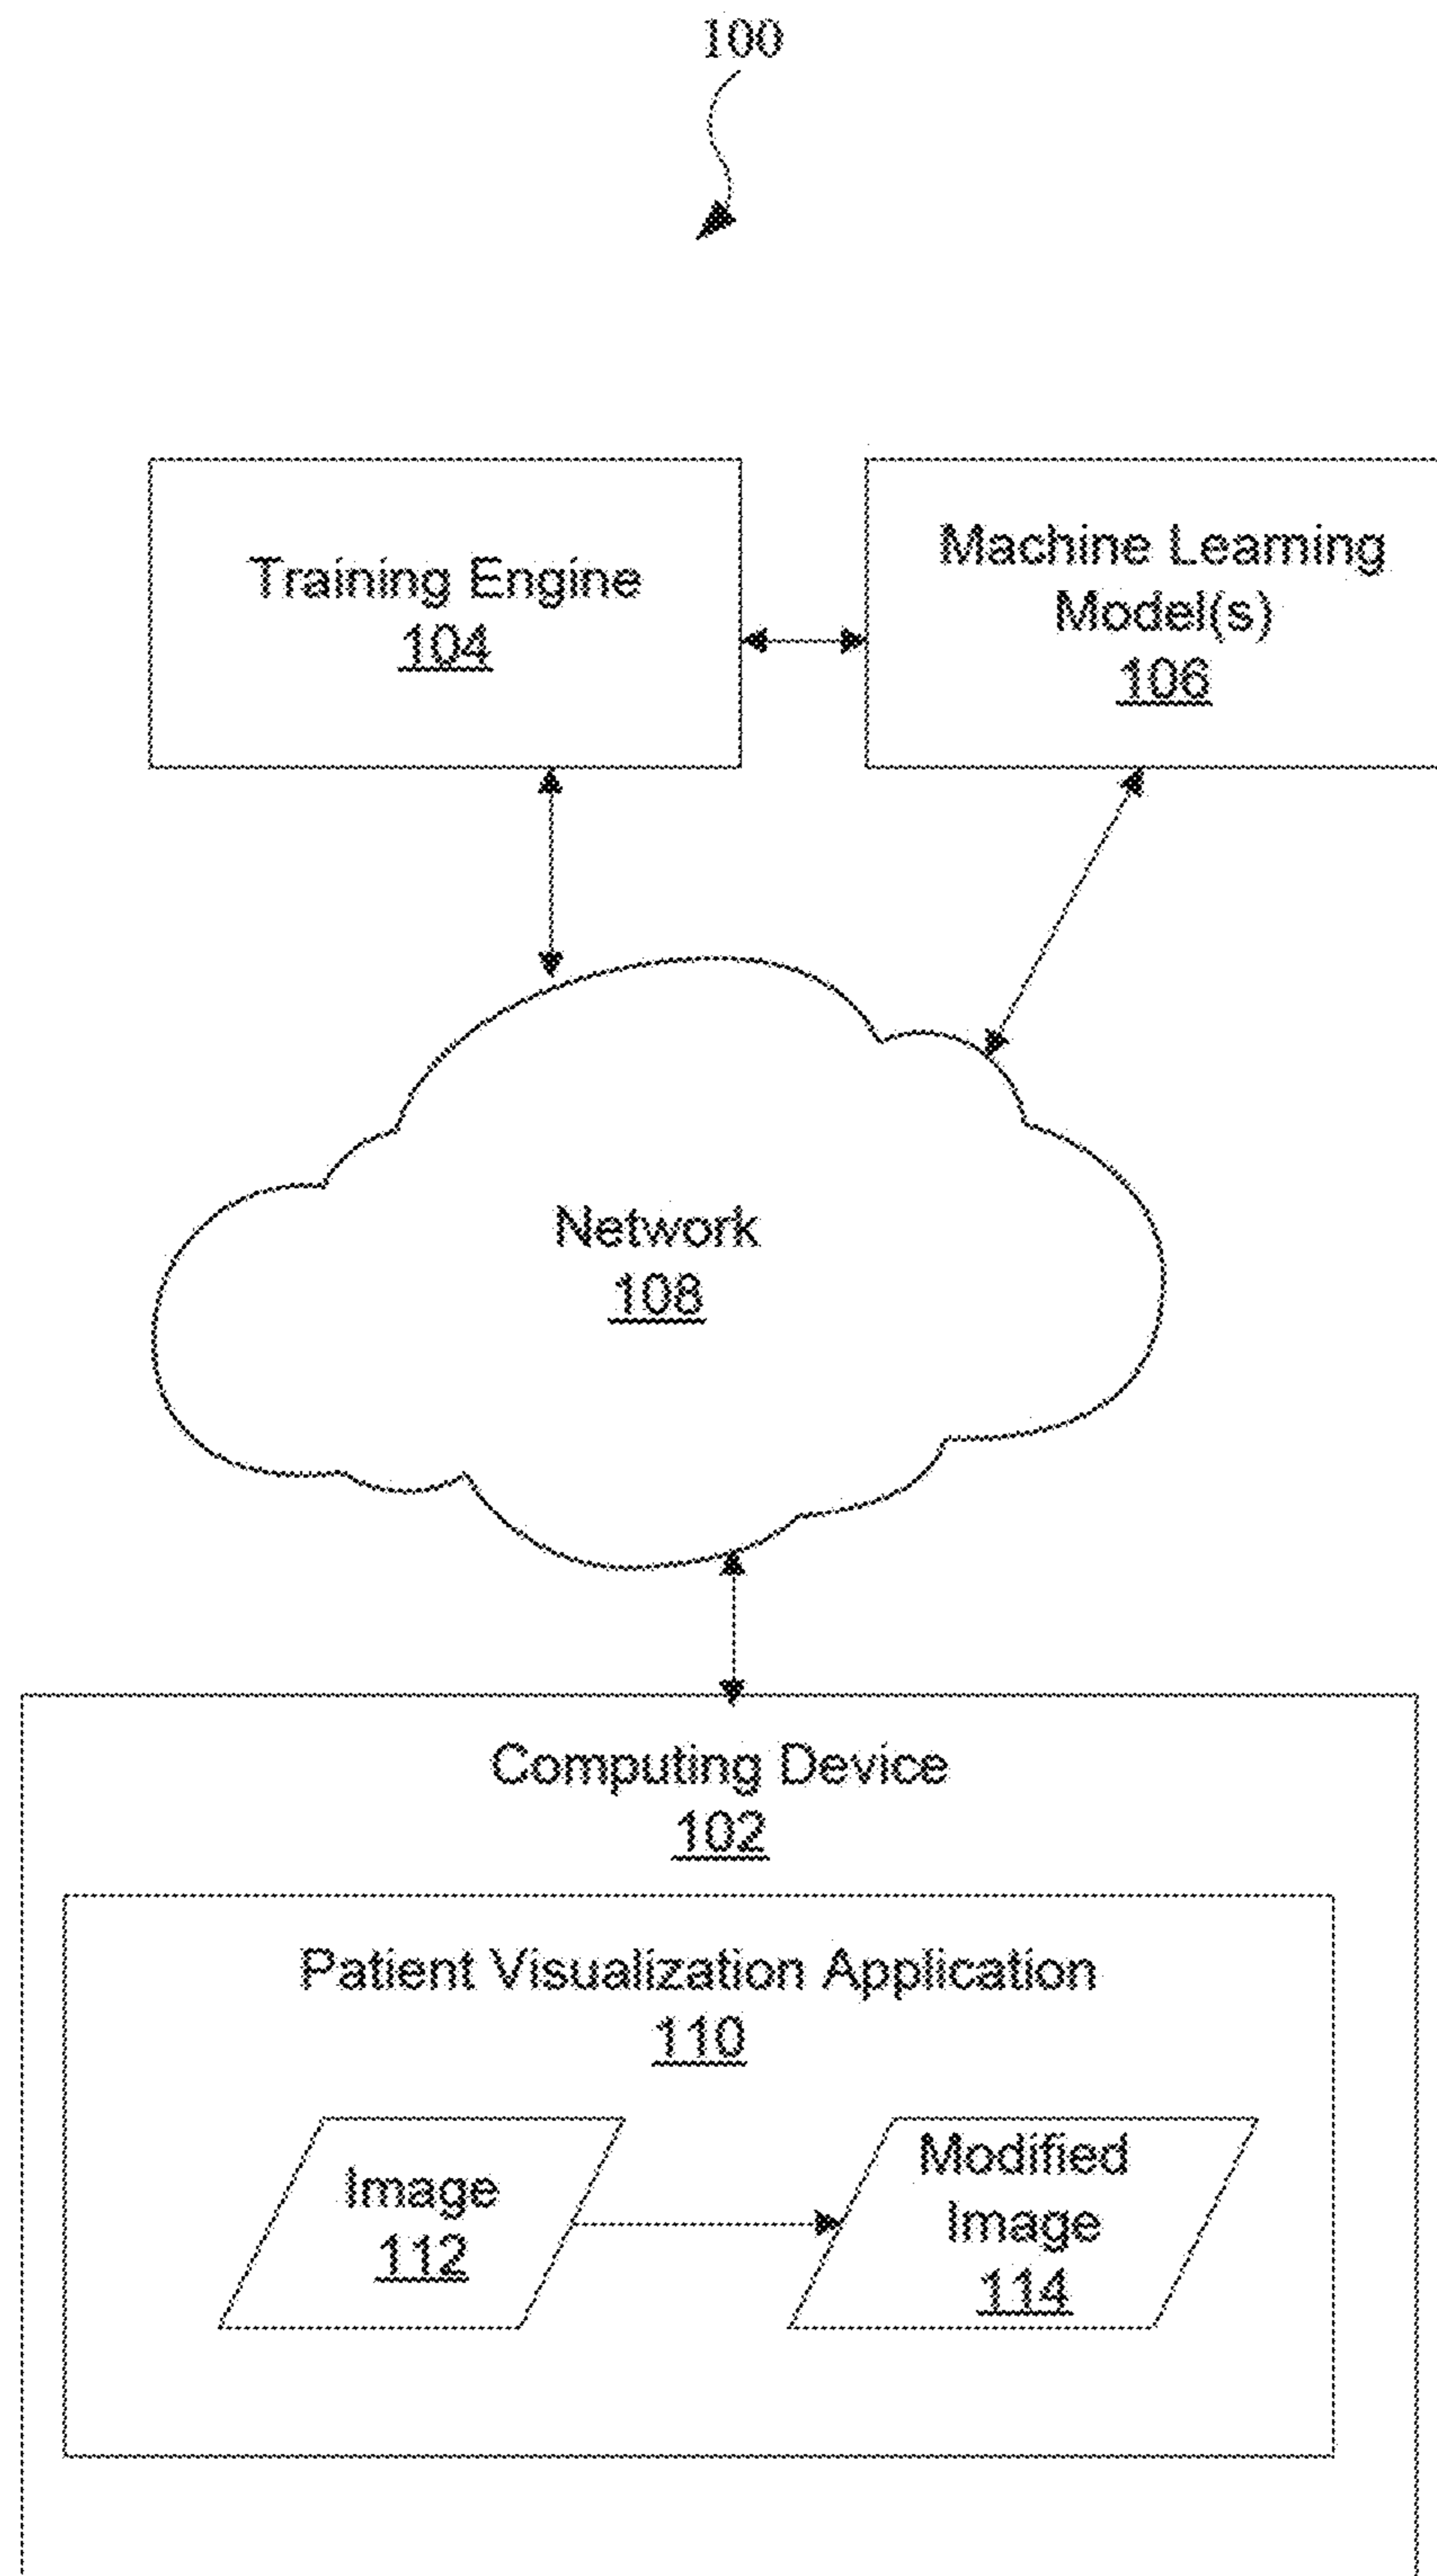 100
Training Engine
104
Machine Learning
Model(s)
106
Network
108
Computing Device
102
Patient Visualization Application
110
Image
112
Modified
Image
114